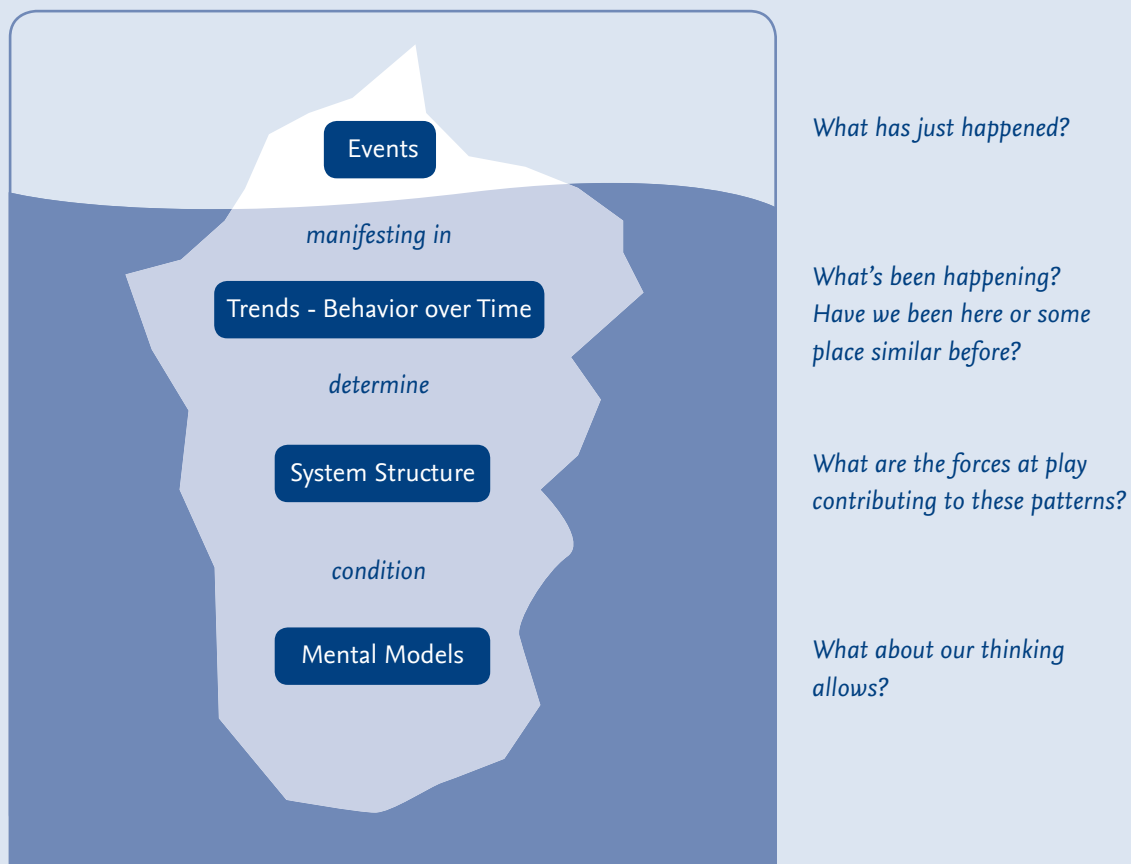 Events
What has just happened?
manifesting in
Trends - Behavior over Time
What's been happening?
Have we been here or some
place similar before?
determine
System Structure
What are the forces at play
contributing to these patterns?
condition
Mental Models
What about our thinking
allows?